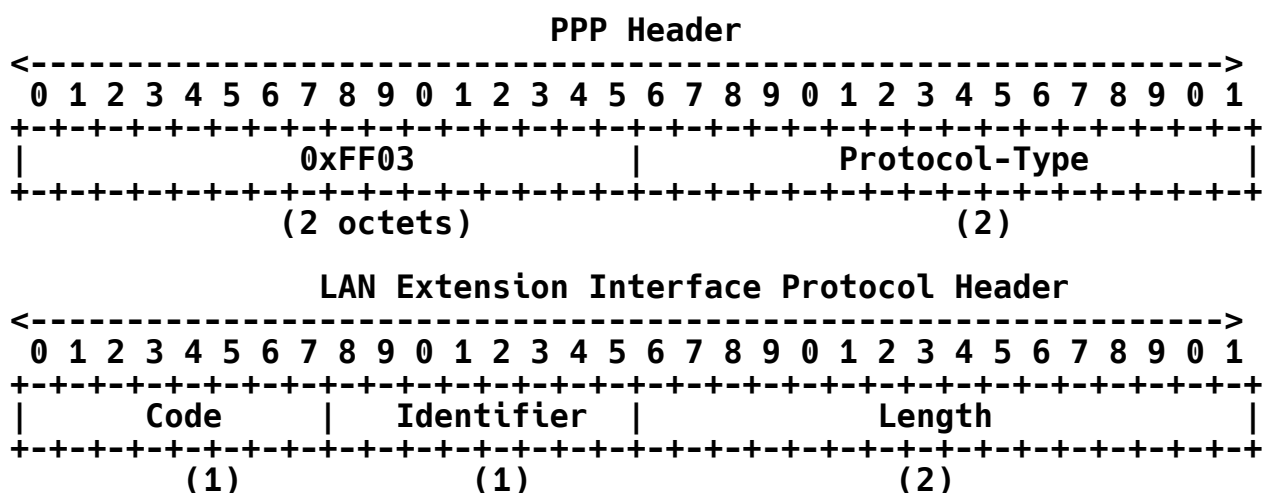 PPP Header
<-------------------------------------------------------------->
0 1 2 3 4 5 6 7 8 9 0 1 2 3 4 5 6 7 8 9 0 1 2 3 4 5 6 7 8 9 0 1
+-+-+-+-+-+-+-+-+-+-+-+-+-+-+-+-+-+-+-+-+-+-+-+-+-+-+-+-+-+-+-+-+
|              0xFF03           |          Protocol-Type        |
+-+-+-+-+-+-+-+-+-+-+-+-+-+-+-+-+-+-+-+-+-+-+-+-+-+-+-+-+-+-+-+-+
(2 octets)                         (2)
LAN Extension Interface Protocol Header
<-------------------------------------------------------------->
0 1 2 3 4 5 6 7 8 9 0 1 2 3 4 5 6 7 8 9 0 1 2 3 4 5 6 7 8 9 0 1
+-+-+-+-+-+-+-+-+-+-+-+-+-+-+-+-+-+-+-+-+-+-+-+-+-+-+-+-+-+-+-+-+
|      Code     |   Identifier  |            Length             |
+-+-+-+-+-+-+-+-+-+-+-+-+-+-+-+-+-+-+-+-+-+-+-+-+-+-+-+-+-+-+-+-+
(1)            (1)                    (2)